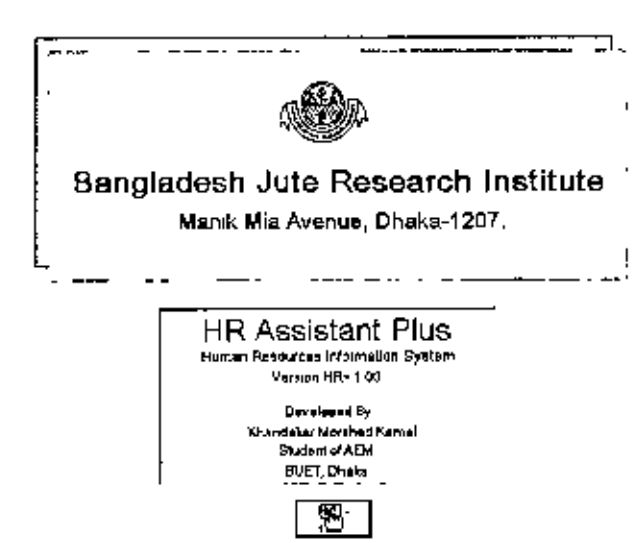 Bangladesh Jute Research Institute
Manik Mia Avenue, Dhaka-1207.
HR Assistant Plus
Human Resources Information System
Version HR+ 1.00
Developed By
Khandakar Morshed Kamal
Student of AEM
BUET, Dhaka